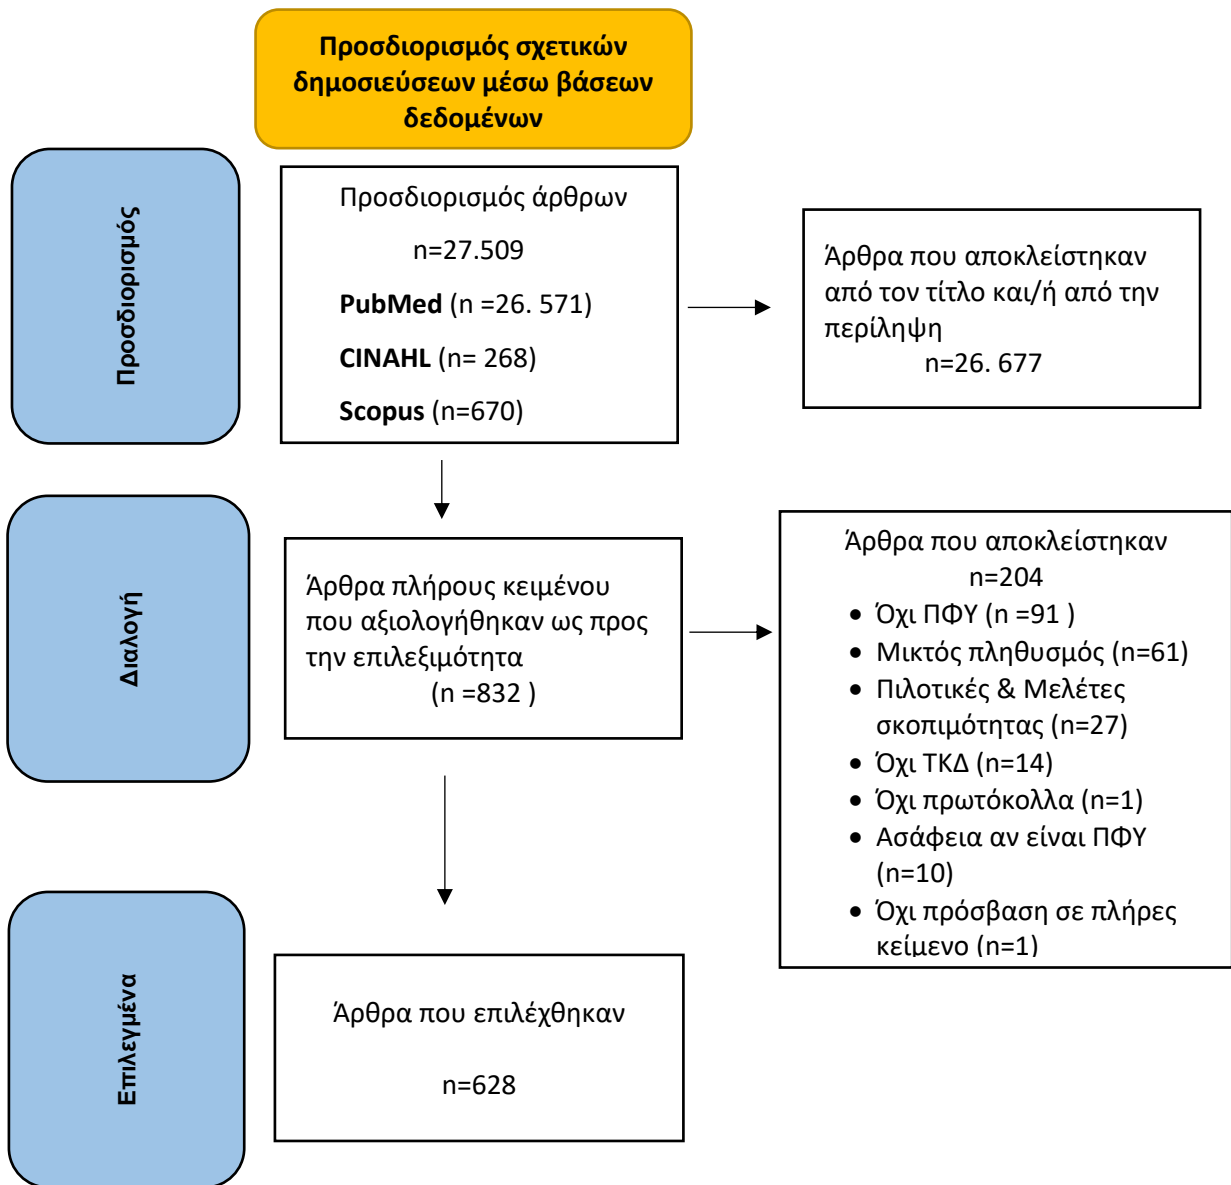 Προσδιορισμός σχετικών
δημοσιεύσεων μέσω βάσεων
δεδομένων
Προσδιορισμός
Προσδιορισμός άρθρων
n=27.509
PubMed (n =26. 571)
CINAHL (n= 268)
Scopus (n=670)
Άρθρα που αποκλείστηκαν
από τον τίτλο και/ή από την
περίληψη
n=26. 677
Διαλογή
Άρθρα πλήρους κειμένου
που αξιολογήθηκαν ως προς
την επιλεξιμότητα
(n =832 )
Άρθρα που αποκλείστηκαν
n=204
• Όχι ΠΦΥ (n =91 )
• Μικτός πληθυσμός (n=61)
• Πιλοτικές & Μελέτες
σκοπιμότητας (n=27)
• Όχι ΤΚΔ (n=14)
• Όχι πρωτόκολλα (n=1)
• Ασάφεια αν είναι ΠΦΥ
(n=10)
• Όχι πρόσβαση σε πλήρες
κείμενο (n=1)
Επιλεγμένα
Άρθρα που επιλέχθηκαν
n=628